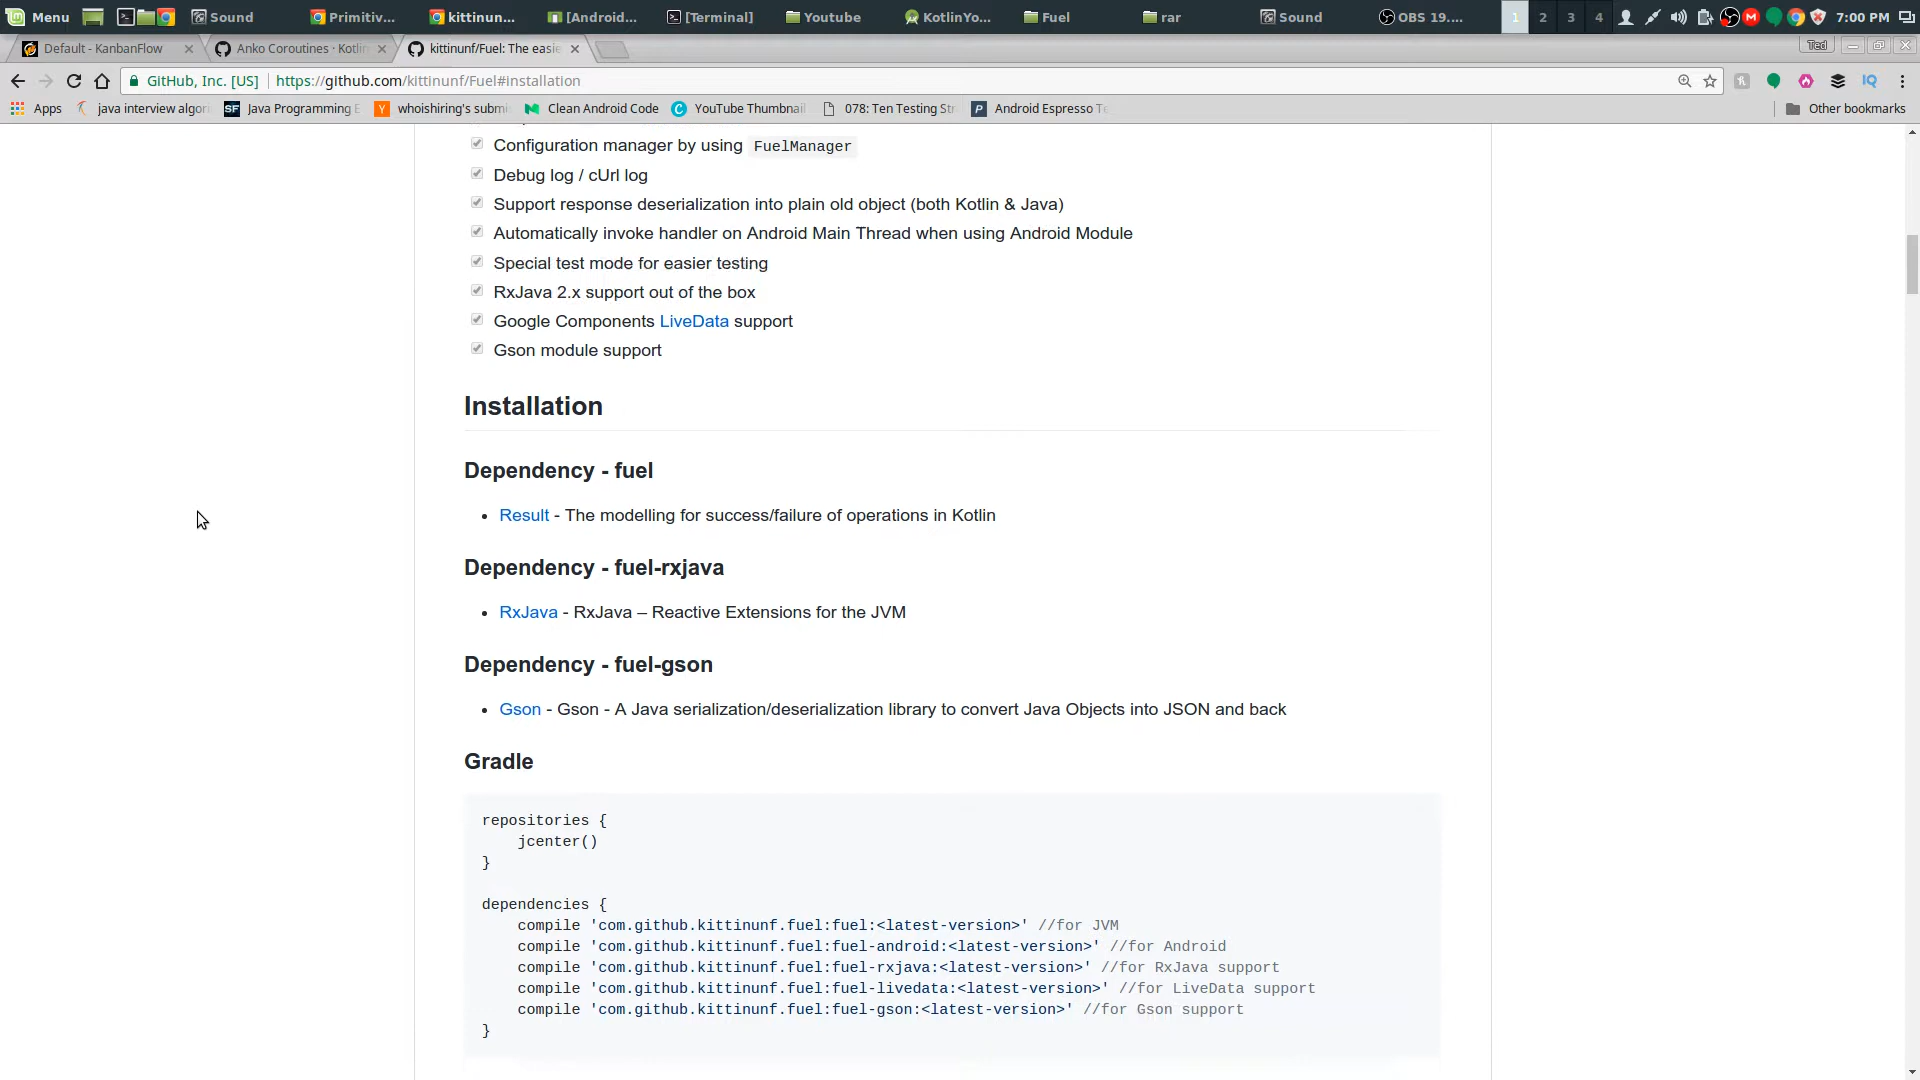 Menu Sound Primitiv... kittinun... [Android... [Terminal] Youtube KotlinYo... Fuel rar Sound OBS 19.... 1 2 3 4 7:00 PM
Default - KanbanFlow Anko Coroutines · Kotlin kittinunf/Fuel: The easie Ted
GitHub, Inc. [US] https://github.com/kittinunf/Fuel#installation
Apps java interview algori SF Java Programming E Y whoishiring's submi Clean Android Code YouTube Thumbnai 078: Ten Testing Str P Android Espresso Te Other bookmarks
Configuration manager by using FuelManager
Debug log / cUrl log
Support response deserialization into plain old object (both Kotlin & Java)
Automatically invoke handler on Android Main Thread when using Android Module
Special test mode for easier testing
RxJava 2.x support out of the box
Google Components LiveData support
Gson module support
Installation
Dependency - fuel
• Result - The modelling for success/failure of operations in Kotlin
Dependency - fuel-rxjava
• RxJava - RxJava – Reactive Extensions for the JVM
Dependency - fuel-gson
• Gson - Gson - A Java serialization/deserialization library to convert Java Objects into JSON and back
Gradle
repositories {
jcenter()
}
dependencies {
compile 'com.github.kittinunf.fuel:fuel:<latest-version>' //for JVM
compile 'com.github.kittinunf.fuel:fuel-android:<latest-version>' //for Android
compile 'com.github.kittinunf.fuel:fuel-rxjava:<latest-version>' //for RxJava support
compile 'com.github.kittinunf.fuel:fuel-livedata:<latest-version>' //for LiveData support
compile 'com.github.kittinunf.fuel:fuel-gson:<latest-version>' //for Gson support
}